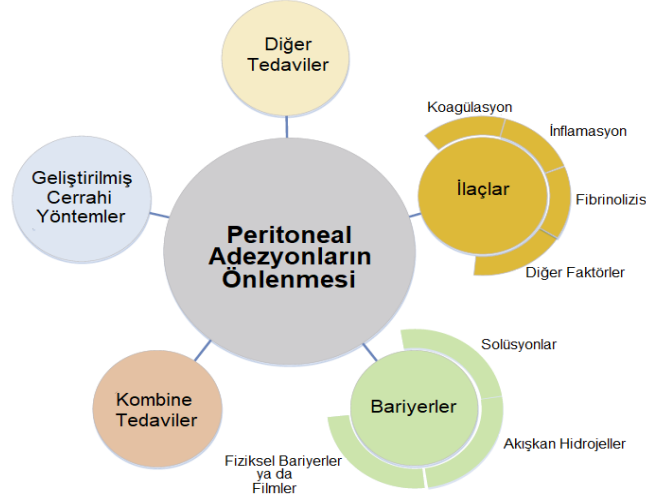 Diğer
Tedaviler
Koagülasyon
İnflamasyon
İlaçlar
Fibrinolizis
Diğer Faktörler
Geliştirilmiş
Cerrahi
Yöntemler
Peritoneal
Adezyonların
Önlenmesi
Solüsyonlar
Bariyerler
Akışkan Hidrojeller
Fiziksel Bariyerler
ya da
Filmler
Kombine
Tedaviler